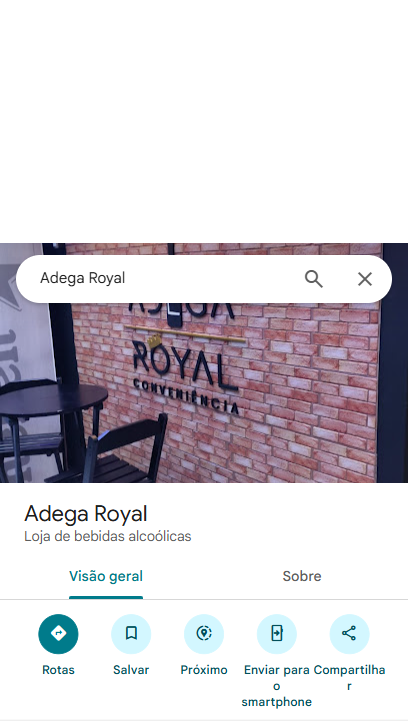 Adega Royal
ADEGA
ROYAL
CONVENIÊNCIA
Adega Royal
Loja de bebidas alcoólicas
Visão geral
Sobre
Rotas
Salvar
Próximo
Enviar para
o
smartphone
Compartilha
r